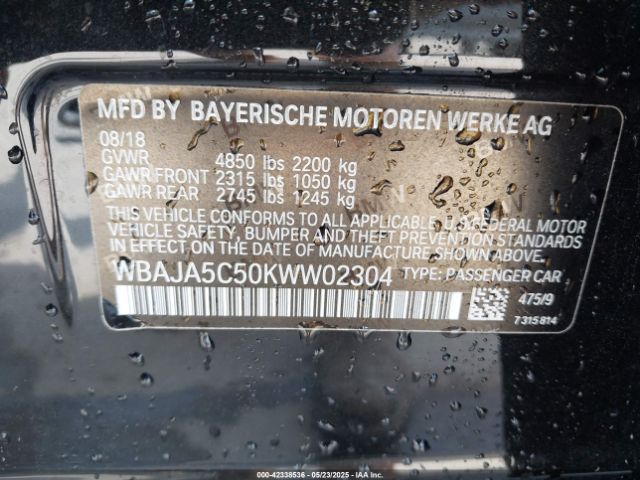 MFD BY BAYERISCHE MOTOREN WERKE AG
08/18
GVWR 4850 lbs 2200 kg
GAWR FRONT 2315 lbs 1050 kg
GAWR REAR 2745 lbs 1245 kg
THIS VEHICLE CONFORMS TO ALL APPLICABLE U.S. FEDERAL MOTOR
VEHICLE SAFETY, BUMPER AND THEFT PREVENTION STANDARDS IN
EFFECT ON THE DATE OF MANUFACTURE SHOWN ABOVE.
WBAJA5C50KWW02304 TYPE: PASSENGER CAR
475/9
7315814
000-42338536 - 05/23/2025 - IAA Inc.